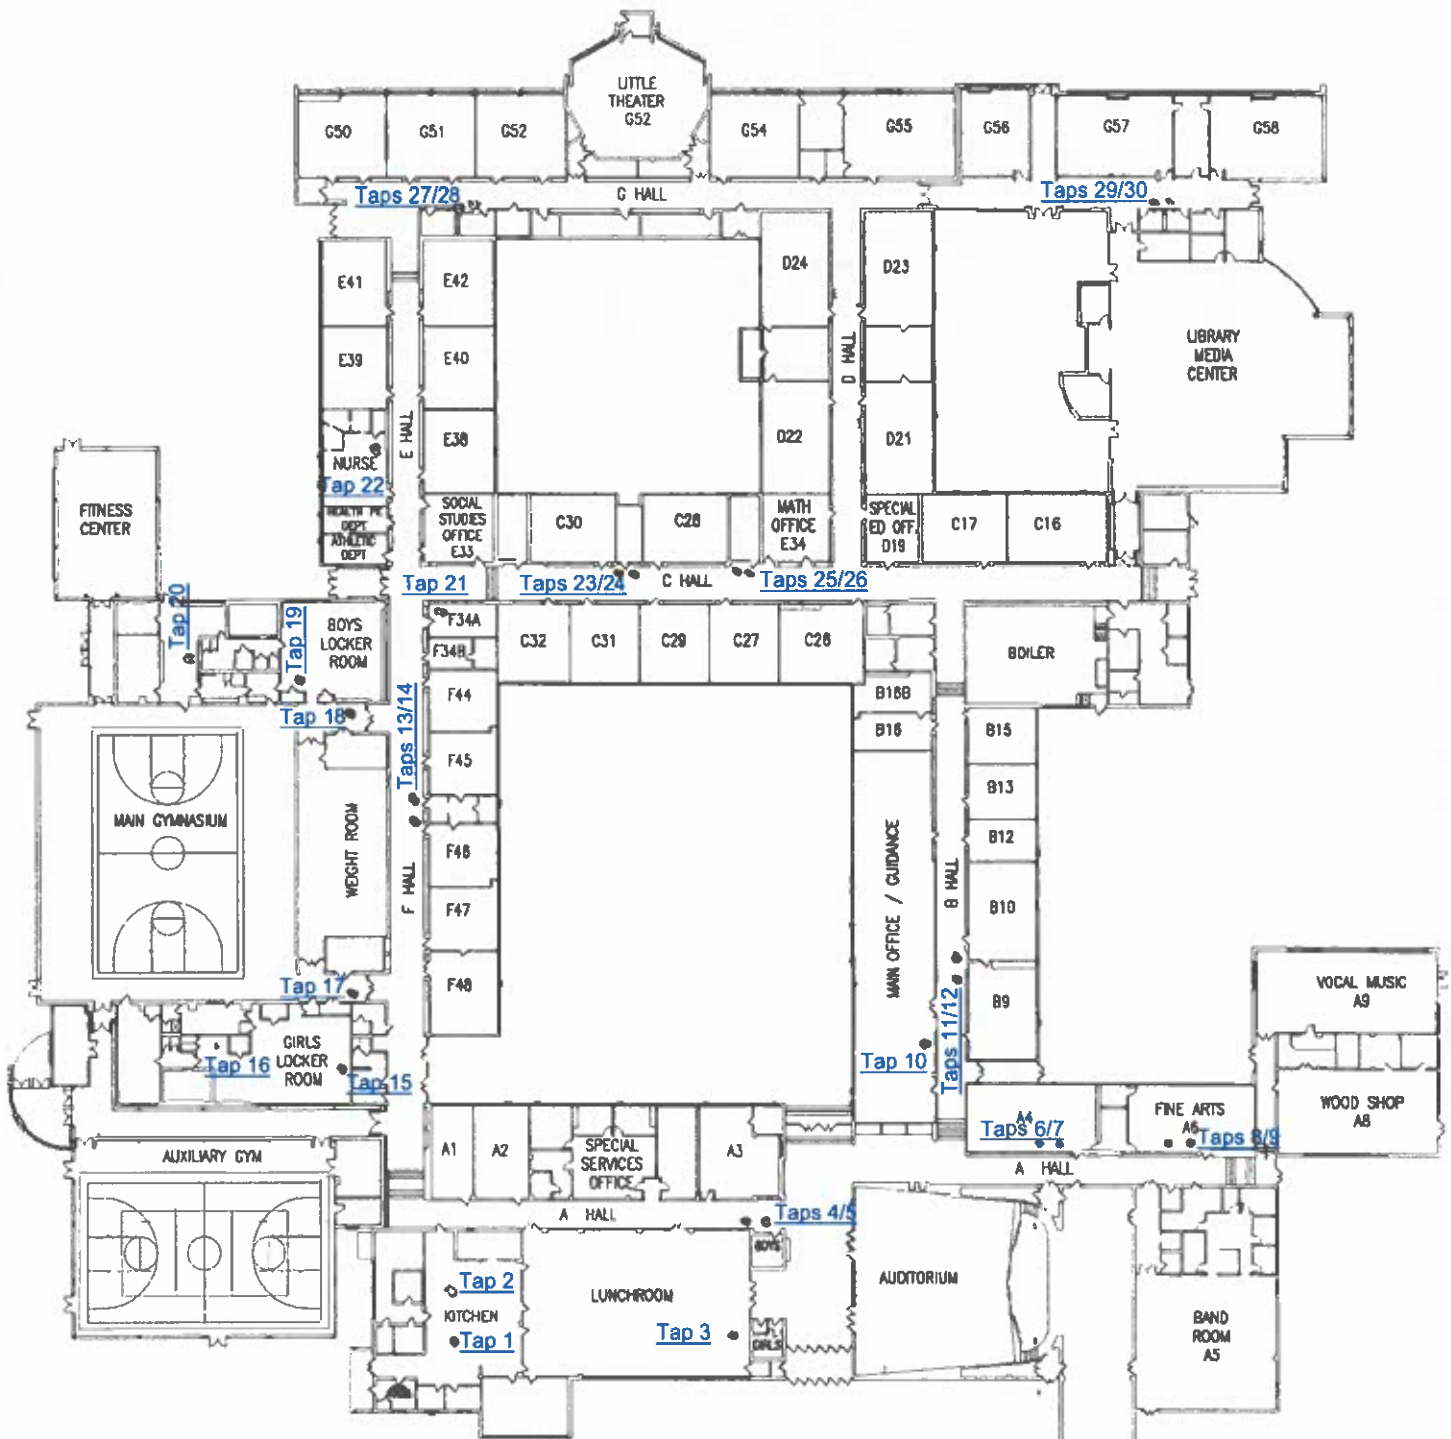 LITTLE
THEATER
G52
G50
G51
G52
G54
G55
G56
G57
G58
Taps 27/28
G HALL
Taps 29/30
E41
E42
D24
D23
E39
E40
D HALL
LIBRARY
MEDIA
CENTER
E HALL
E38
D22
D21
NURSE
Tap 22
HEALTH PE
DEPT
ATHLETIC
DEPT
FITNESS
CENTER
SOCIAL
STUDIES
OFFICE
E33
C30
C28
MATH
OFFICE
E34
SPECIAL
ED OFF.
D19
C17
C16
Tap 21
Taps 23/24
C HALL
Taps 25/26
Tap 20
Tap 19
BOYS
LOCKER
ROOM
F34A
F34B
C32
C31
C29
C27
C26
BOILER
Tap 18
Taps 13/14
F44
B16B
B16
B15
F45
B13
MAIN GYMNASIUM
WEIGHT ROOM
B12
F46
F HALL
MAIN OFFICE / GUIDANCE
B HALL
B10
F47
F48
Tap 17
B9
VOCAL MUSIC
A9
Taps 11/12
Tap 10
GIRLS
LOCKER
ROOM
Tap 16
Tap 15
A4
Taps 6/7
FINE ARTS
A6
Taps 8/9
WOOD SHOP
A8
AUXILIARY GYM
A1
A2
SPECIAL
SERVICES
OFFICE
A3
A HALL
A HALL
Taps 4/5
BOYS
Tap 2
KITCHEN
Tap 1
LUNCHROOM
Tap 3
GIRLS
AUDITORIUM
BAND
ROOM
A5